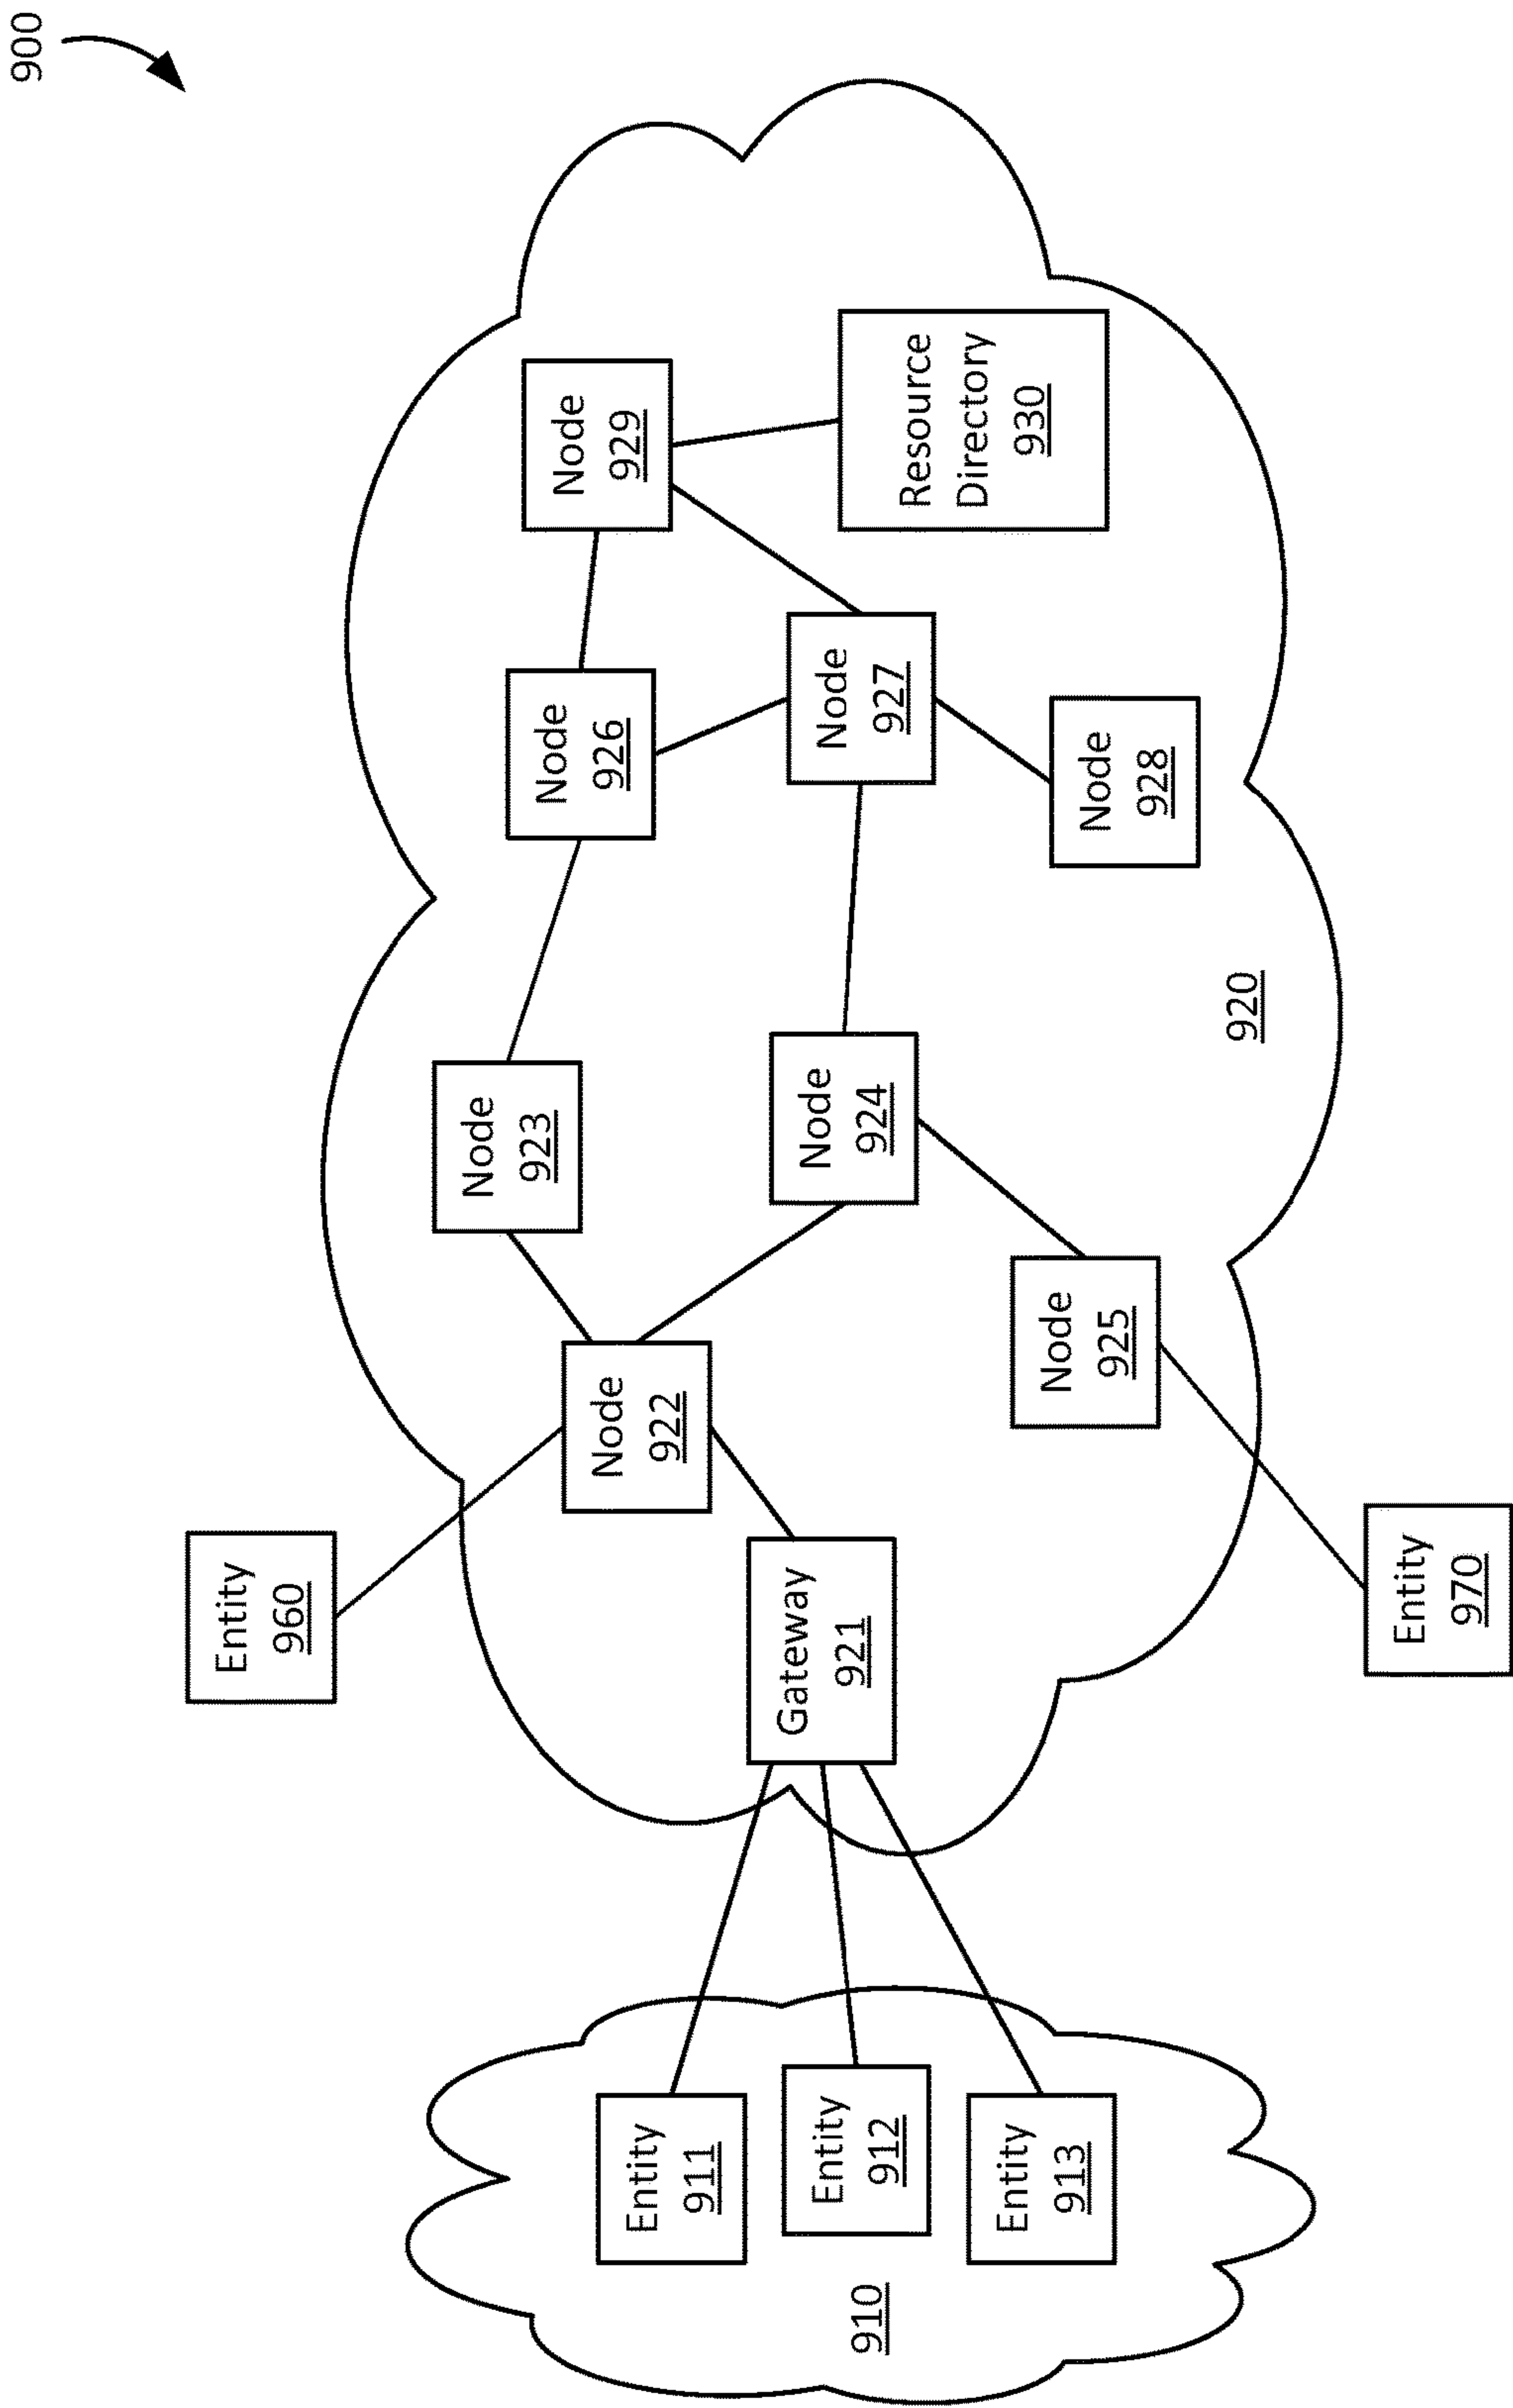 900
Entity
960
Entity
911
Entity
912
Entity
913
910
Gateway
921
Node
922
Node
923
Node
924
Node
925
Node
926
Node
927
Node
928
Node
929
Resource
Directory
930
920
Entity
970